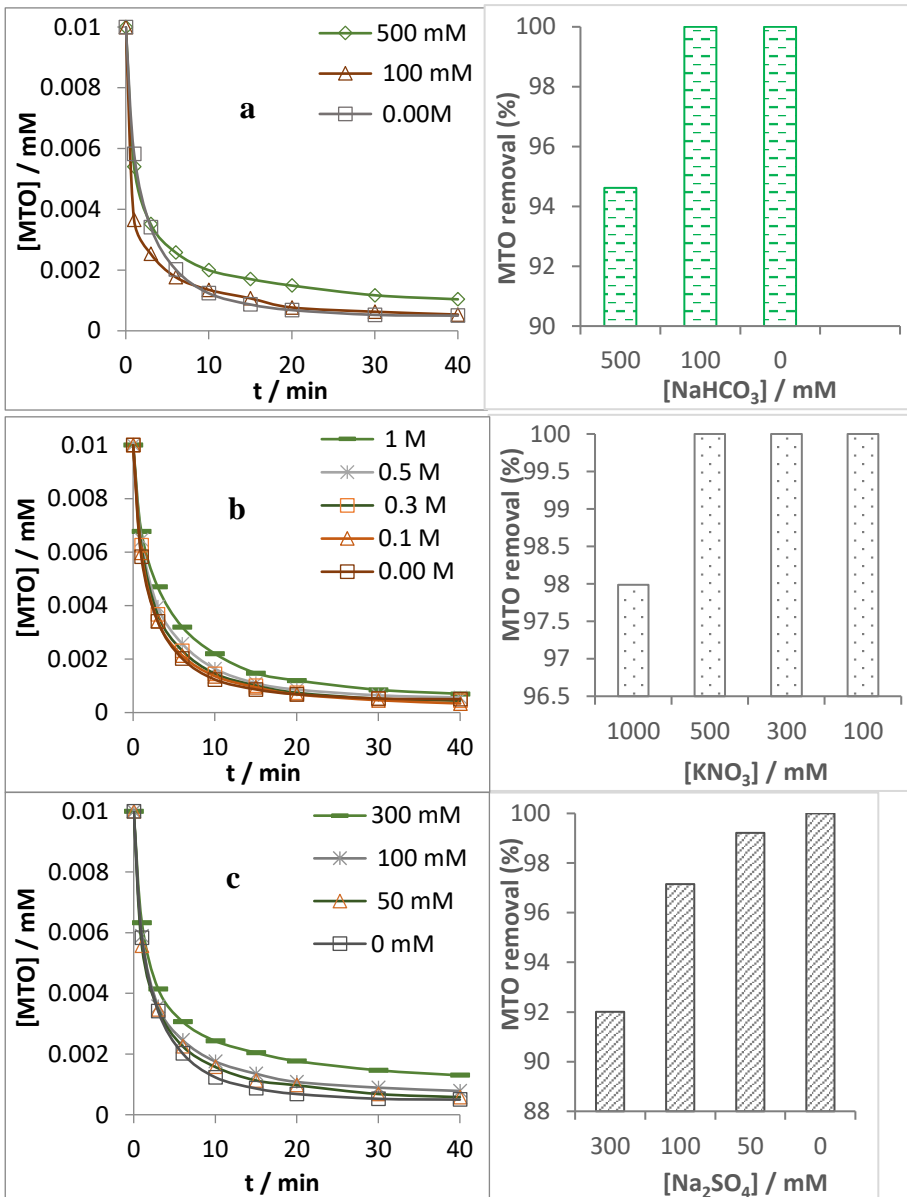 0.01
0.008
0.006
0.004
0.002
0
[MTO] / mM
a
500 mM
100 mM
0.00M
0 10 20 30 40
t / min
100
98
96
94
92
90
MTO removal (%)
500 100 0
[NaHCO₃] / mM
0.01
0.008
0.006
0.004
0.002
0
[MTO] / mM
b
1 M
0.5 M
0.3 M
0.1 M
0.00 M
0 10 20 30 40
t / min
100
99.5
99
98.5
98
97.5
97
96.5
MTO removal (%)
1000 500 300 100
[KNO₃] / mM
0.01
0.008
0.006
0.004
0.002
0
[MTO] / mM
c
300 mM
100 mM
50 mM
0 mM
0 10 20 30 40
t / min
100
98
96
94
92
90
88
MTO removal (%)
300 100 50 0
[Na₂SO₄] / mM